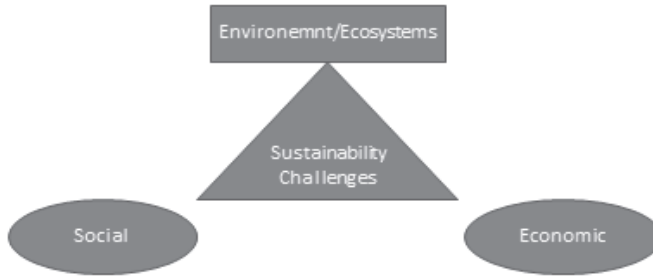 Environemnt/Ecosystems
Sustainability
Challenges
Social
Economic